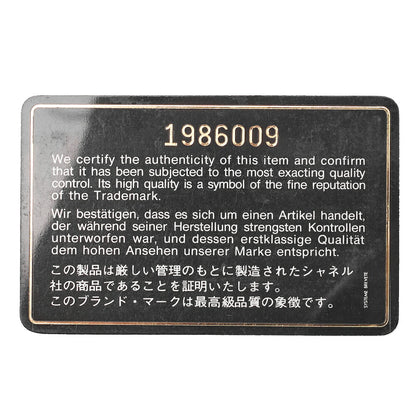 1986009
We certify the authenticity of this item and confirm
that it has been subjected to the most exacting quality
control. Its high quality is a symbol of the fine reputation
of the Trademark.
Wir bestätigen, dass es sich um einen Artikel handelt,
der während seiner Herstellung strengsten Kontrollen
unterworfen war, und dessen erstklassige Qualität
dem hohen Ansehen unserer Marke entspricht.
この製品は厳しい管理のもとに製造されたシャネル
社の商品であることを証明いたします。
このブランド・マークは最高級品質の象徴です。
SYSTEME BREVETE